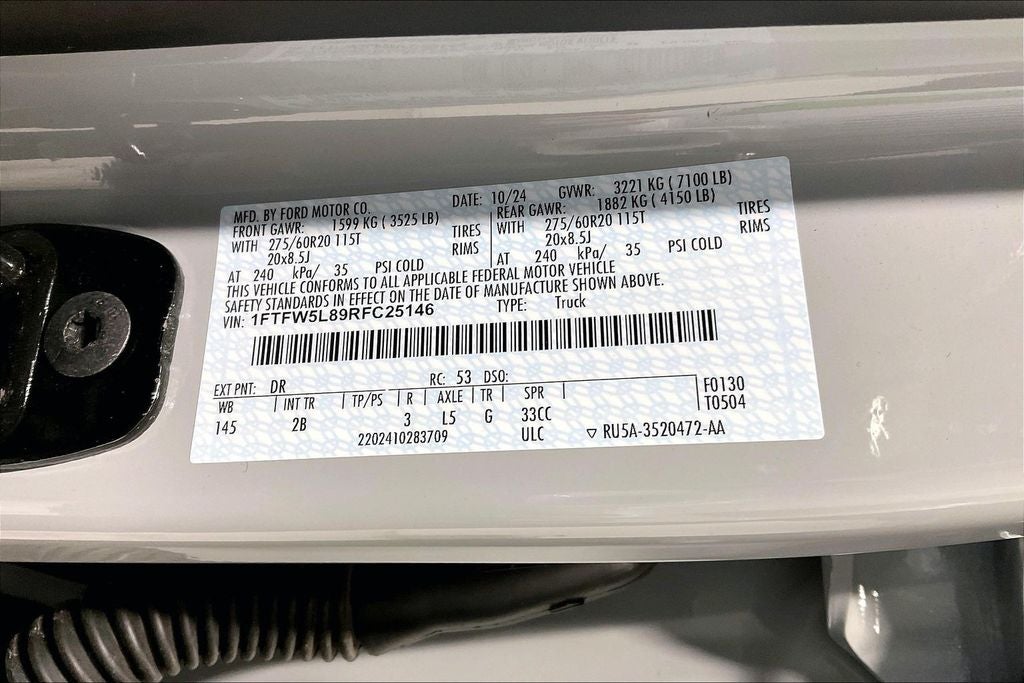 MFD. BY FORD MOTOR CO. DATE: 10/24 GVWR: 3221 KG ( 7100 LB)
FRONT GAWR: 1599 KG ( 3525 LB) REAR GAWR: 1882 KG ( 4150 LB)
WITH 275/60R20 115T TIRES WITH 275/60R20 115T TIRES
20x8.5J RIMS 20x8.5J RIMS
AT 240 kPa/ 35 PSI COLD AT 240 kPa/ 35 PSI COLD
THIS VEHICLE CONFORMS TO ALL APPLICABLE FEDERAL MOTOR VEHICLE
SAFETY STANDARDS IN EFFECT ON THE DATE OF MANUFACTURE SHOWN ABOVE.
VIN: 1FTFW5L89RFC25146 TYPE: Truck
EXT PNT: DR RC: 53 DSO:
WB INT TR TP/PS R AXLE TR SPR F0130
145 2B 3 L5 G 33CC T0504
2202410283709 ULC ▽ RU5A-3520472-AA